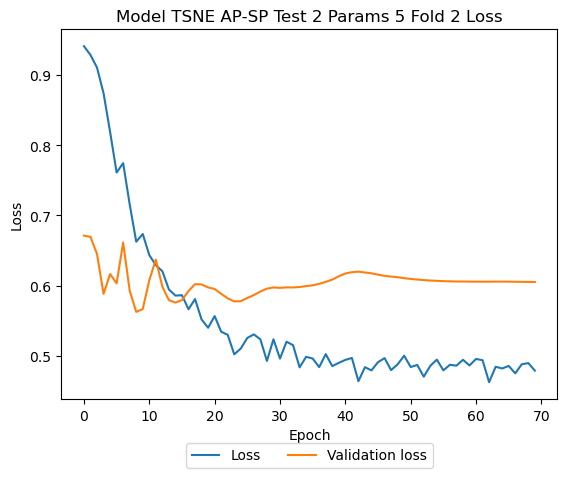 Model TSNE AP-SP Test 2 Params 5 Fold 2 Loss
Loss
0.9
0.8
0.7
0.6
0.5
0 10 20 30 40 50 60 70
Epoch
Loss Validation loss